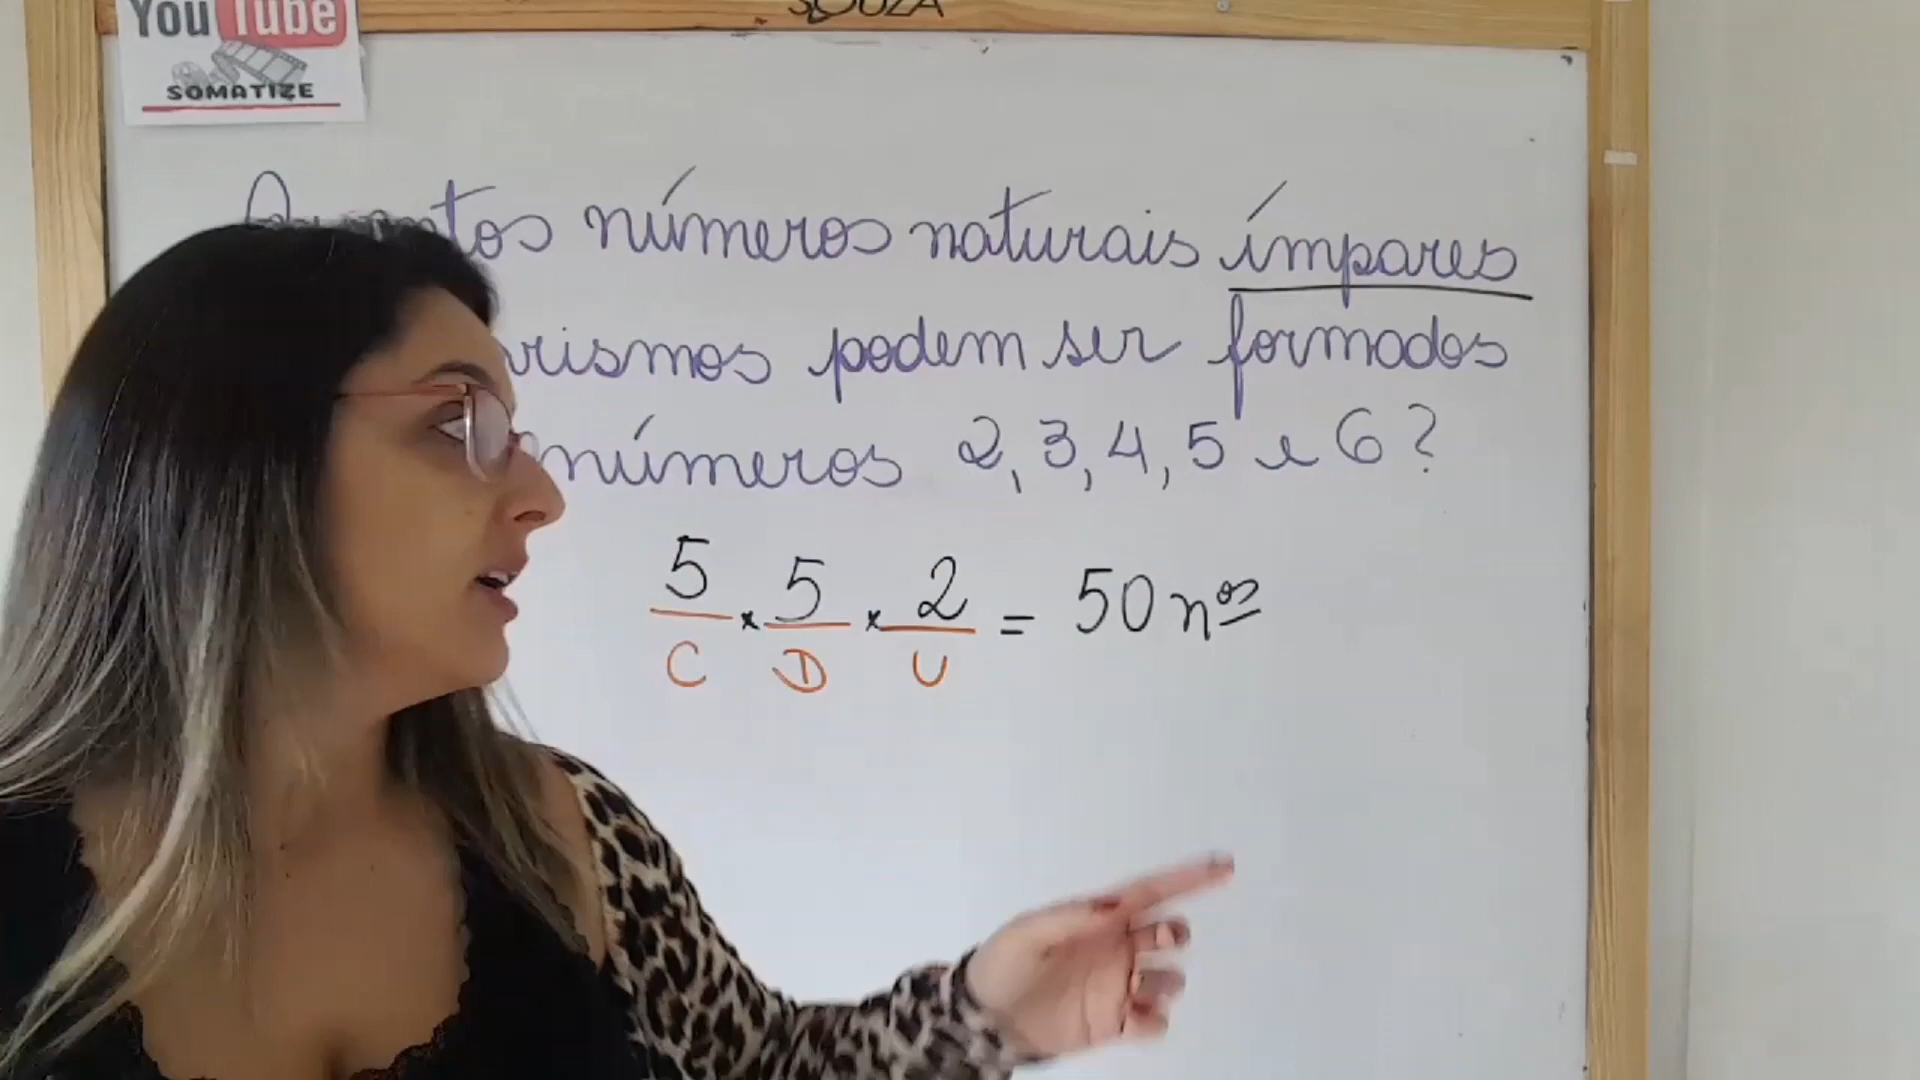 SOUZA
YouTube
SOMATIZE
números naturais ímpares
podem ser formados
números 2, 3, 4, 5 e 6?
5 × 5 × 2 = 50 nos
C D U